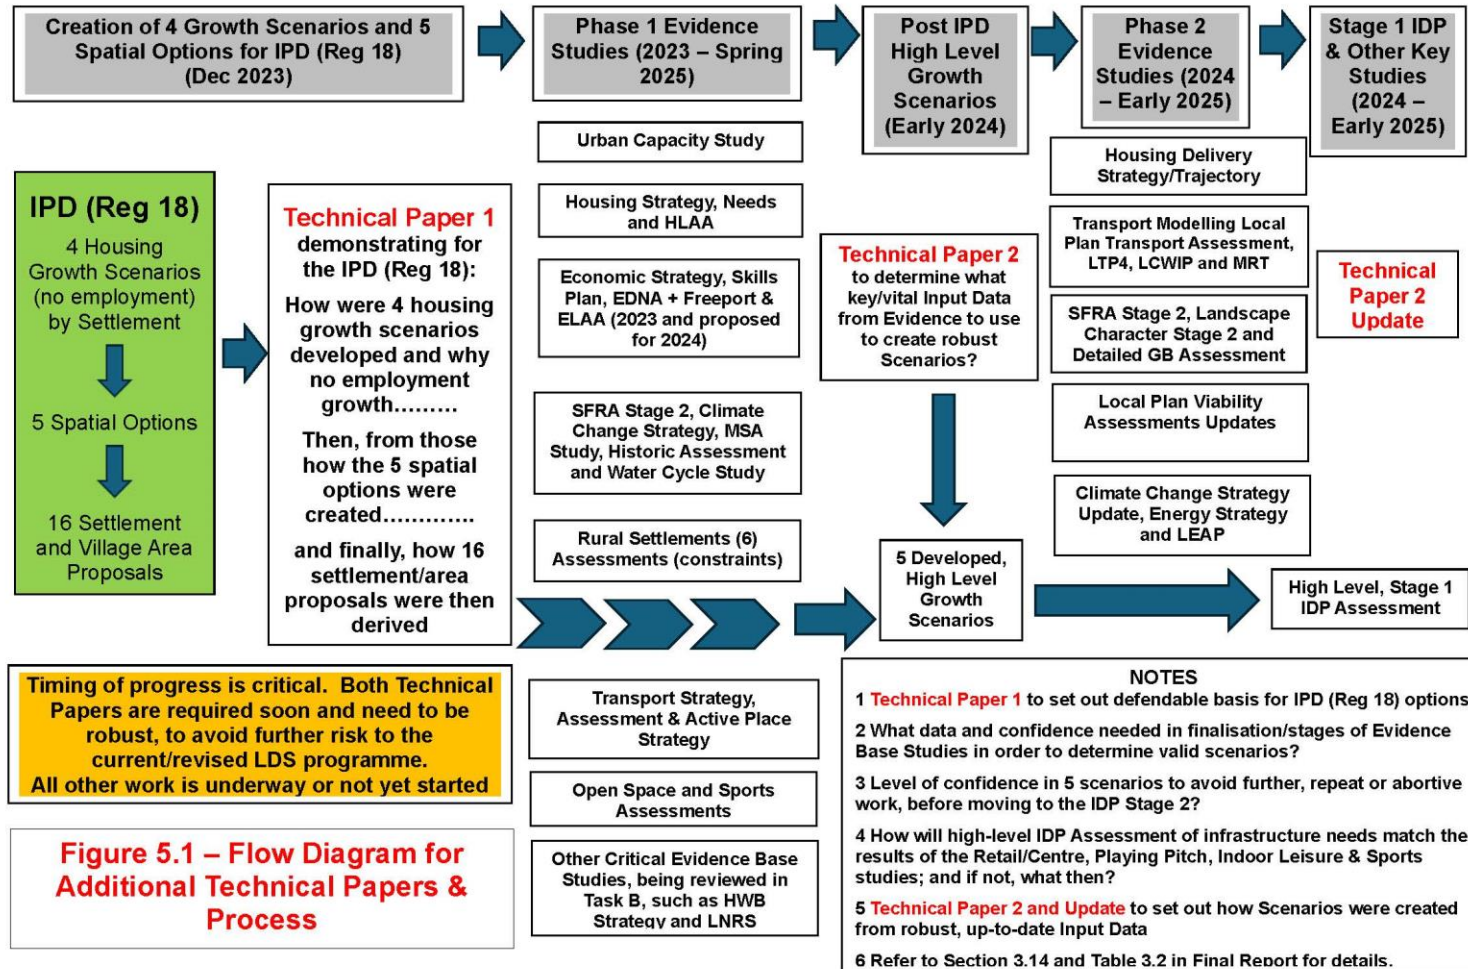 Creation of 4 Growth Scenarios and 5
Spatial Options for IPD (Reg 18)
(Dec 2023)
Phase 1 Evidence
Studies (2023 – Spring
2025)
Post IPD
High Level
Growth
Scenarios
(Early 2024)
Phase 2
Evidence
Studies (2024
– Early 2025)
Stage 1 IDP
& Other Key
Studies
(2024 –
Early 2025)
IPD (Reg 18)
4 Housing
Growth Scenarios
(no employment)
by Settlement
5 Spatial Options
16 Settlement
and Village Area
Proposals
Technical Paper 1
demonstrating for
the IPD (Reg 18):
How were 4 housing
growth scenarios
developed and why
no employment
growth………
Then, from those
how the 5 spatial
options were
created………….
and finally, how 16
settlement/area
proposals were then
derived
Urban Capacity Study
Housing Strategy, Needs
and HLAA
Economic Strategy, Skills
Plan, EDNA + Freeport &
ELAA (2023 and proposed
for 2024)
SFRA Stage 2, Climate
Change Strategy, MSA
Study, Historic Assessment
and Water Cycle Study
Rural Settlements (6)
Assessments (constraints)
Transport Strategy,
Assessment & Active Place
Strategy
Open Space and Sports
Assessments
Other Critical Evidence Base
Studies, being reviewed in
Task B, such as HWB
Strategy and LNRS
Technical Paper 2
to determine what
key/vital Input Data
from Evidence to use
to create robust
Scenarios?
5 Developed,
High Level
Growth
Scenarios
Housing Delivery
Strategy/Trajectory
Transport Modelling Local
Plan Transport Assessment,
LTP4, LCWIP and MRT
SFRA Stage 2, Landscape
Character Stage 2 and
Detailed GB Assessment
Local Plan Viability
Assessments Updates
Climate Change Strategy
Update, Energy Strategy
and LEAP
Technical
Paper 2
Update
High Level, Stage 1
IDP Assessment
Timing of progress is critical. Both Technical
Papers are required soon and need to be
robust, to avoid further risk to the
current/revised LDS programme.
All other work is underway or not yet started
Figure 5.1 – Flow Diagram for
Additional Technical Papers &
Process
NOTES
1 Technical Paper 1 to set out defendable basis for IPD (Reg 18) options
2 What data and confidence needed in finalisation/stages of Evidence
Base Studies in order to determine valid scenarios?
3 Level of confidence in 5 scenarios to avoid further, repeat or abortive
work, before moving to the IDP Stage 2?
4 How will high-level IDP Assessment of infrastructure needs match the
results of the Retail/Centre, Playing Pitch, Indoor Leisure & Sports
studies; and if not, what then?
5 Technical Paper 2 and Update to set out how Scenarios were created
from robust, up-to-date Input Data
6 Refer to Section 3.14 and Table 3.2 in Final Report for details.